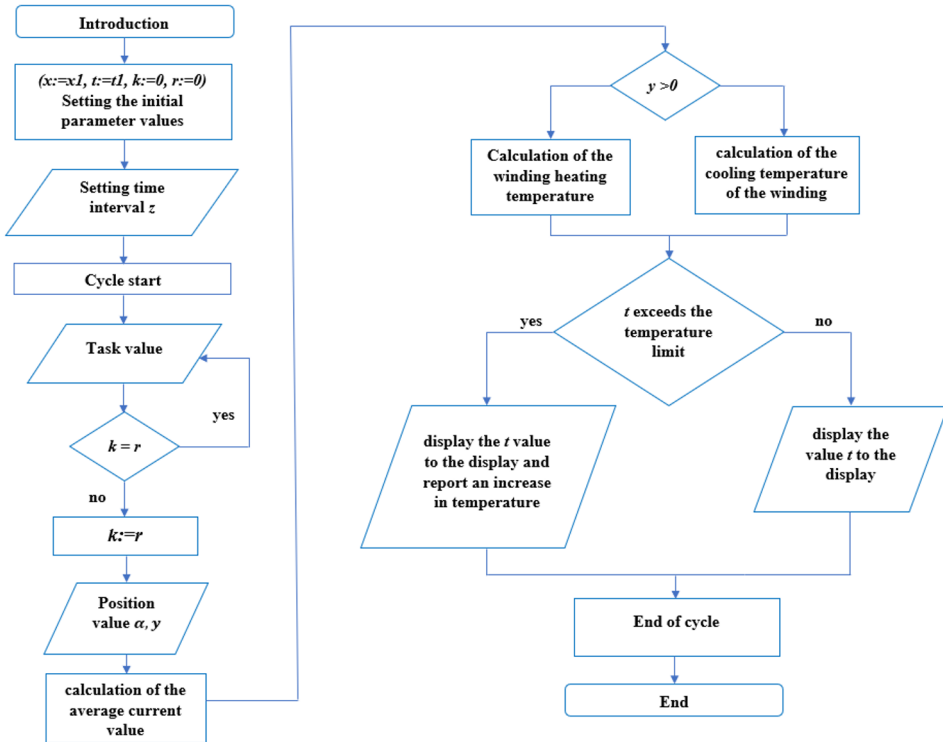 Introduction
(x:=x1, t:=t1, k:=0, r:=0)
Setting the initial
parameter values
Setting time
interval z
Cycle start
Task value
yes
k = r
no
k:=r
Position
value α, y
calculation of the
average current
value
y >0
Calculation of the
winding heating
temperature
calculation of the
cooling temperature
of the winding
t exceeds the
temperature
limit
yes
no
display the t value
to the display and
report an increase
in temperature
display the
value t to the
display
End of cycle
End